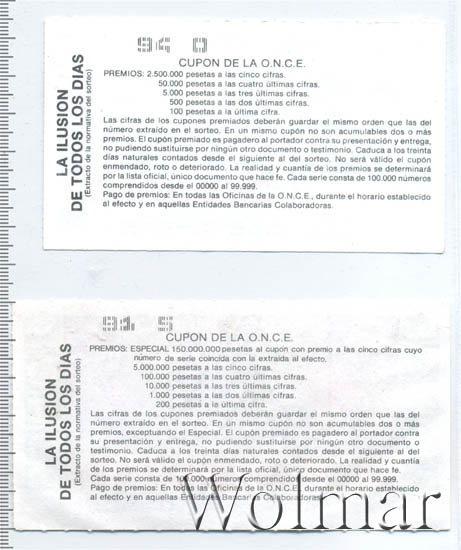 94 0
CUPON DE LA O.N.C.E.
PREMIOS: 2.500.000 pesetas a las cinco cifras.
50.000 pesetas a las cuatro últimas cifras.
5.000 pesetas a las tres últimas cifras.
500 pesetas a las dos últimas cifras.
100 pesetas a la última cifra.
Las cifras de los cupones premiados deberán guardar el mismo orden que las del
número extraído en el sorteo. En un mismo cupón no son acumulables dos o más
premios. El cupón premiado es pagadero al portador contra su presentación y entrega,
no pudiendo sustituirse por ningún otro documento o testimonio. Caduca a los treinta
días naturales contados desde el siguiente al del sorteo. No será válido el cupón
enmendado, roto o deteriorado. La realidad y cuantía de los premios se determinará
por la lista oficial, único documento que hace fe. Cada serie consta de 100.000 números
comprendidos desde el 00000 al 99.999.
Pago de premios: En todas las Oficinas de la O.N.C.E., durante el horario establecido
al efecto y en aquellas Entidades Bancarias Colaboradoras.
LA ILUSION
DE TODOS LOS DIAS
(Extracto de la normativa del sorteo)
91 5
CUPON DE LA O.N.C.E.
PREMIOS: ESPECIAL 150.000.000 pesetas al cupón con premio a las cinco cifras cuyo
número de serie coincida con la extraída al efecto.
5.000.000 pesetas a las cinco cifras.
100.000 pesetas a las cuatro últimas cifras.
10.000 pesetas a las tres últimas cifras.
1.000 pesetas a las dos últimas cifras.
200 pesetas a la última cifra.
Las cifras de los cupones premiados deberán guardar el mismo orden que las del
número extraído en el sorteo. En un mismo cupón no son acumulables dos o más
premios, exceptuando el Especial. El cupón premiado es pagadero al portador contra
su presentación y entrega, no pudiendo sustituirse por ningún otro documento o
testimonio. Caduca a los treinta días naturales contados desde el siguiente al del
sorteo. No será válido el cupón enmendado, roto o deteriorado. La realidad y cuantía
de los premios se determinará por la lista oficial, único documento que hace fe.
Cada serie consta de 100.000 números comprendidos desde el 00000 al 99.999.
Pago de premios: En todas las Oficinas de la O.N.C.E., durante el horario establecido
al efecto y en aquellas Entidades Bancarias Colaboradoras.
LA ILUSION
DE TODOS LOS DIAS
(Extracto de la normativa del sorteo)
Wolmar